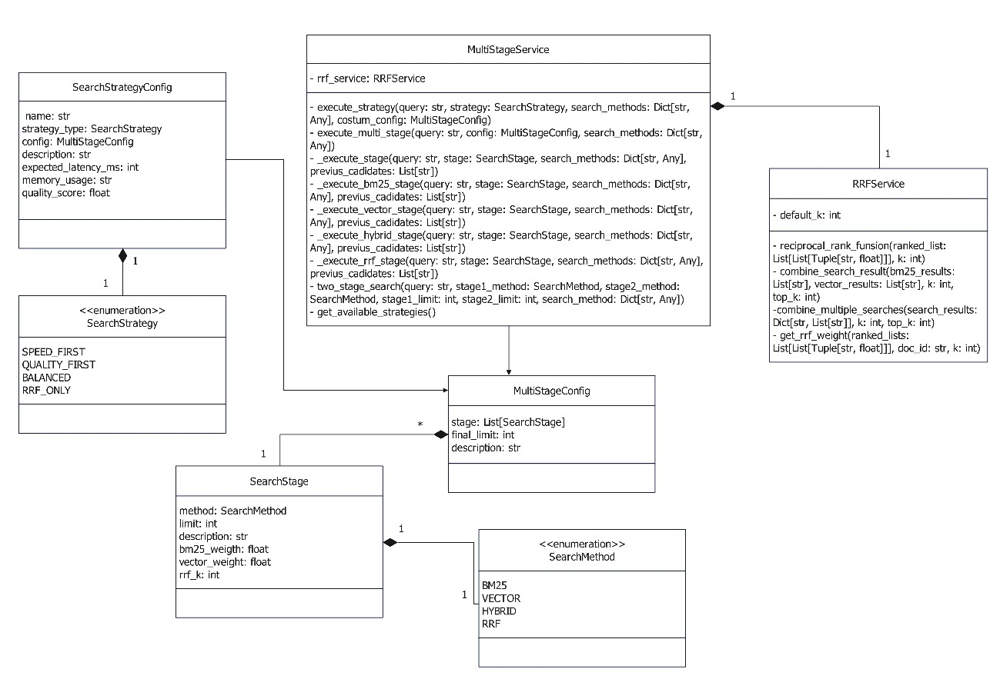 MultiStageService
- rrf_service: RRFService
- execute_strategy(query: str, strategy: SearchStrategy, search_methods: Dict[str,
Any], costum_config: MultiStageConfig)
- execute_multi_stage(query: str, config: MultiStageConfig, search_methods: Dict[str,
Any])
- _execute_stage(query: str, stage: SearchStage, search_methods: Dict[str, Any],
previus_cadidates: List[str])
- _execute_bm25_stage(query: str, stage: SearchStage, search_methods: Dict[str,
Any], previus_cadidates: List[str])
- _execute_vector_stage(query: str, stage: SearchStage, search_methods: Dict[str,
Any], previus_cadidates: List[str])
- _execute_hybrid_stage(query: str, stage: SearchStage, search_methods: Dict[str,
Any], previus_cadidates: List[str])
- _execute_rrf_stage(query: str, stage: SearchStage, search_methods: Dict[str, Any],
previus_cadidates: List[str])
- two_stage_search(query: str, stage1_method: SearchMethod, stage2_method:
SearchMethod, stage1_limit: int, stage2_limit: int, search_method: Dict[str, Any])
- get_available_strategies()
SearchStrategyConfig
name: str
strategy_type: SearchStrategy
config: MultiStageConfig
description: str
expected_latency_ms: int
memory_usage: str
quality_score: float
1
1
1
1
RRFService
- default_k: int
- reciprocal_rank_funsion(ranked_list:
List[List[Tuple[str, float]]], k: int)
- combine_search_result(bm25_results:
List[str], vector_results: List[str], k: int,
top_k: int)
-combine_multiple_searches(search_results:
Dict[str, List[str]], k: int, top_k: int)
- get_rrf_weight(ranked_lists:
List[List[Tuple[str, float]]], doc_id: str, k: int)
<<enumeration>>
SearchStrategy
SPEED_FIRST
QUALITY_FIRST
BALANCED
RRF_ONLY
MultiStageConfig
stage: List[SearchStage]
final_limit: int
description: str
*
1
SearchStage
method: SearchMethod
limit: int
description: str
bm25_weigth: float
vector_weight: float
rrf_k: int
1
1
<<enumeration>>
SearchMethod
BM25
VECTOR
HYBRID
RRF